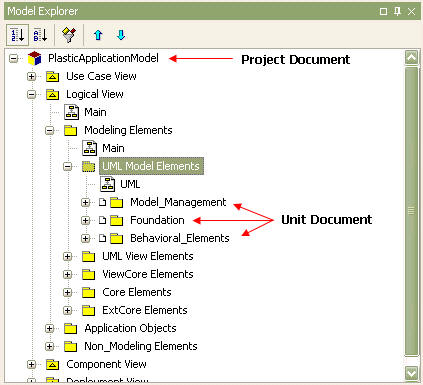 Model Explorer
PlasticApplicationModel
Project Document
Use Case View
Logical View
Main
Modeling Elements
Main
UML Model Elements
UML
Model_Management
Foundation
Unit Document
Behavioral_Elements
UML View Elements
ViewCore Elements
Core Elements
ExtCore Elements
Application Objects
Non_Modeling Elements
Component View
Deployment View